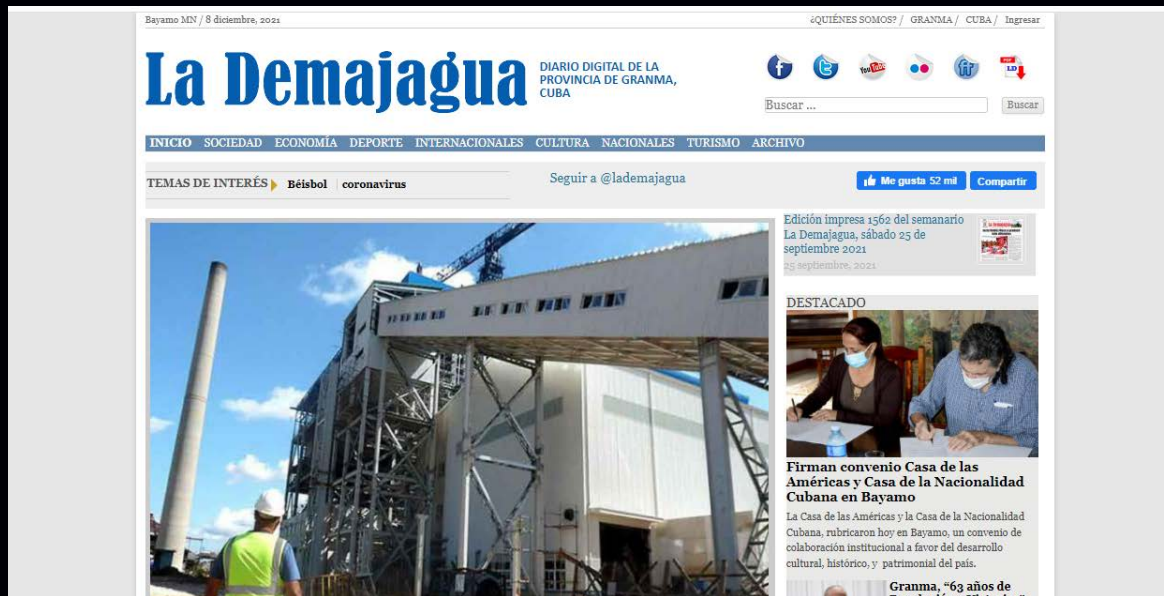 Bayamo MN / 8 diciembre, 2021
¿QUIÉNES SOMOS? / GRANMA / CUBA / Ingresar
La Demajagua
DIARIO DIGITAL DE LA
PROVINCIA DE GRANMA,
CUBA
Buscar ...
Buscar
INICIO SOCIEDAD ECONOMÍA DEPORTE INTERNACIONALES CULTURA NACIONALES TURISMO ARCHIVO
TEMAS DE INTERÉS Béisbol coronavirus
Seguir a @lademajagua
Me gusta 52 mil
Compartir
Edición impresa 1562 del semanario
La Demajagua, sábado 25 de
septiembre 2021
25 septiembre, 2021
DESTACADO
Firman convenio Casa de las
Américas y Casa de la Nacionalidad
Cubana en Bayamo
La Casa de las Américas y la Casa de la Nacionalidad
Cubana, rubricaron hoy en Bayamo, un convenio de
colaboración institucional a favor del desarrollo
cultural, histórico, y patrimonial del país.
Granma, “63 años de